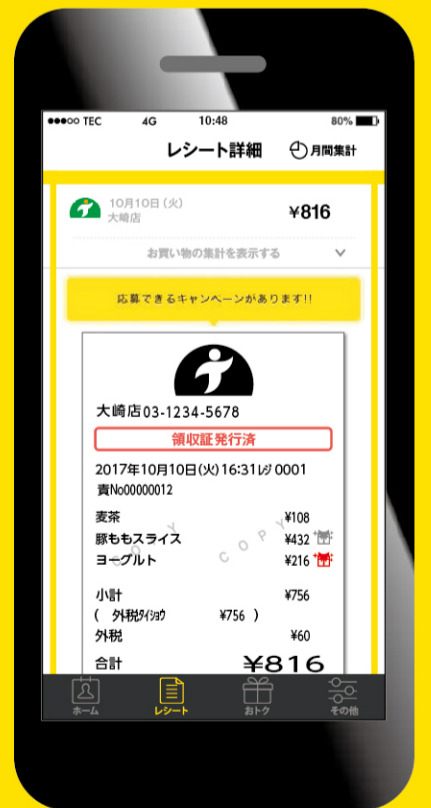 ●●●○○ TEC 4G 10:48 80%
レシート詳細 月間集計
10月10日(火) ¥816
大崎店
お買い物の集計を表示する
応募できるキャンペーンがあります!!
大崎店03-1234-5678
領収証発行済
2017年10月10日(火)16:31ﾚｼﾞ0001
責No00000012
麦茶 ¥108
豚ももスライス ¥432
ヨーグルト ¥216
COPY COPY
小計 ¥756
( 外税ﾀｲｼｮｳ ¥756 )
外税 ¥60
合計 ¥816
ホーム レシート おトク その他